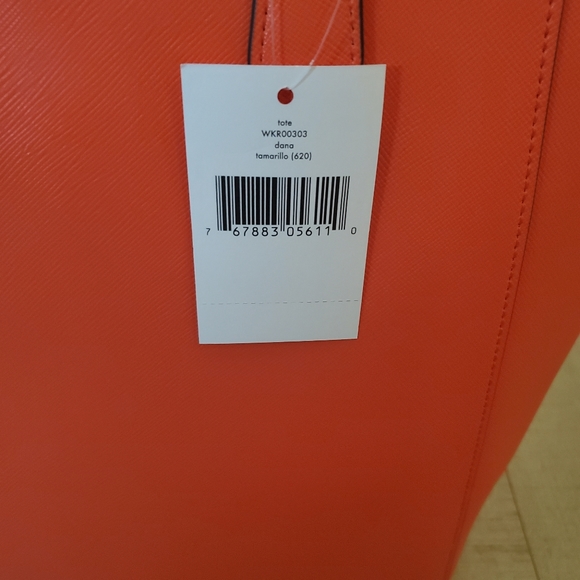 tote
WKR00303
dana
tamarillo (620)
7 67883 05611 0